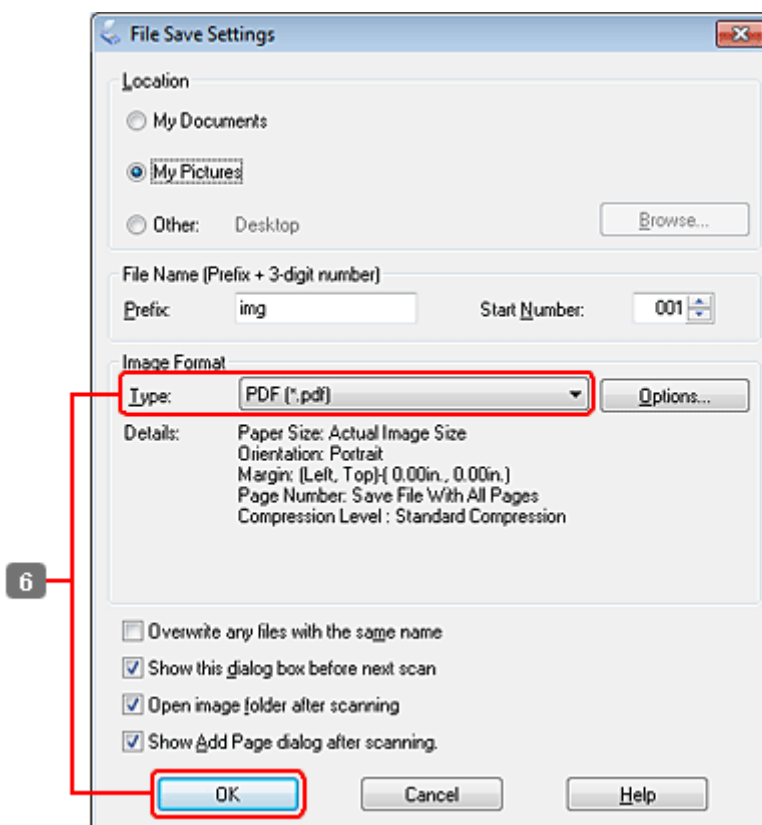 File Save Settings
Location
My Documents
My Pictures
Other: Desktop Browse...
File Name (Prefix + 3-digit number)
Prefix: img Start Number: 001
Image Format
Type: PDF (*.pdf) Options...
Details: Paper Size: Actual Image Size
Orientation: Portrait
Margin: (Left, Top)-( 0.00in., 0.00in.)
Page Number: Save File With All Pages
Compression Level : Standard Compression
6
Overwrite any files with the same name
Show this dialog box before next scan
Open image folder after scanning
Show Add Page dialog after scanning.
OK Cancel Help